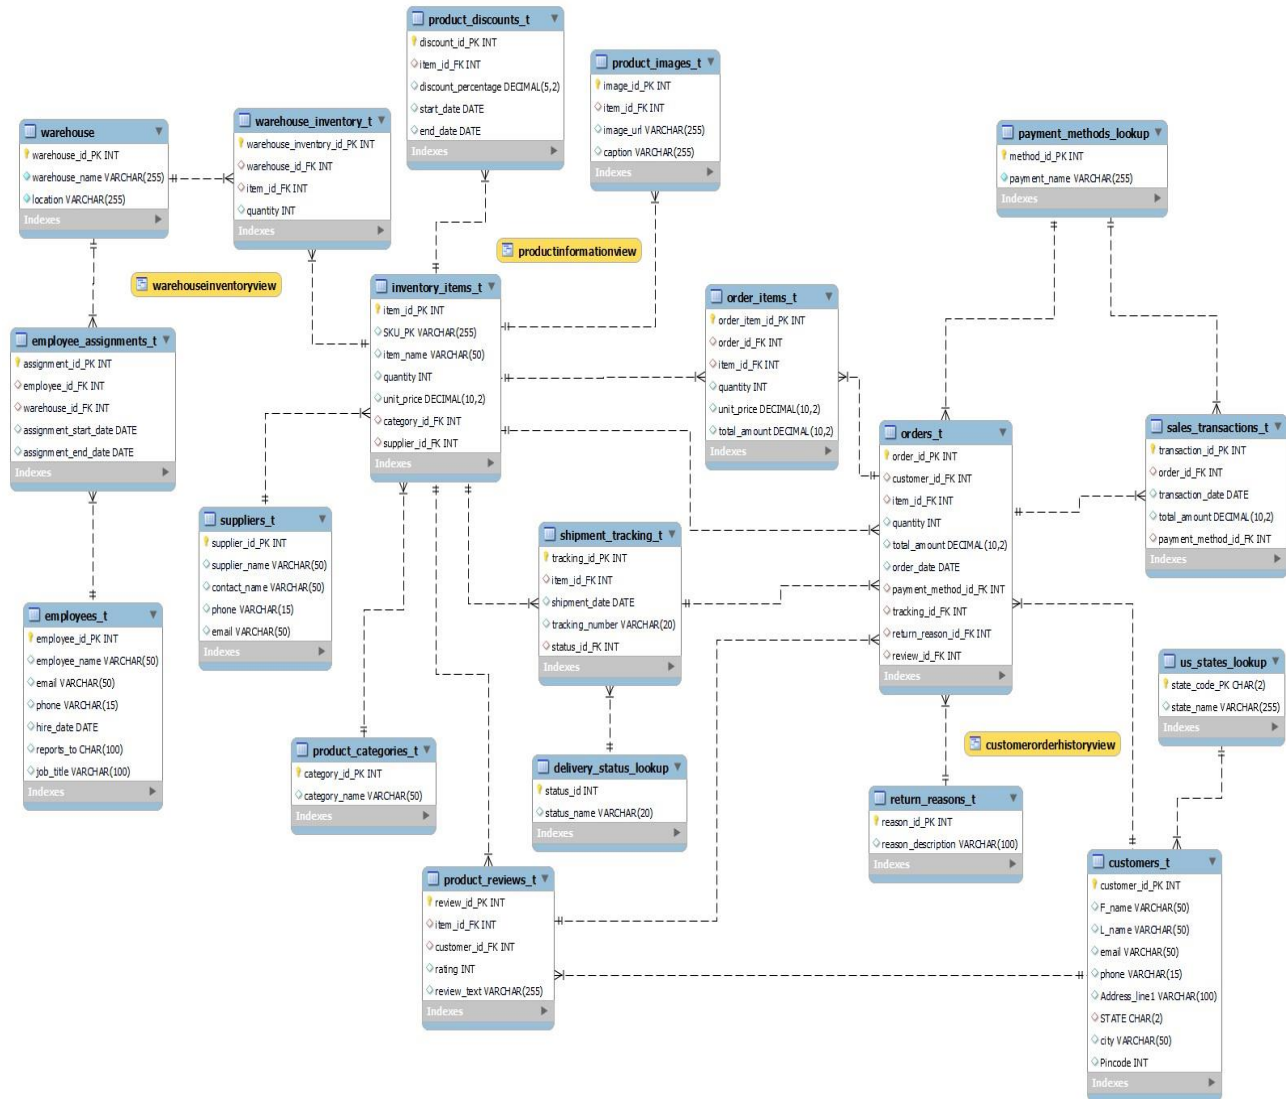 product_discounts_t
discount_id_PK INT
item_id_FK INT
discount_percentage DECIMAL(5,2)
start_date DATE
end_date DATE
Indexes
product_images_t
image_id_PK INT
item_id_FK INT
image_url VARCHAR(255)
caption VARCHAR(255)
Indexes
warehouse
warehouse_id_PK INT
warehouse_name VARCHAR(255)
location VARCHAR(255)
Indexes
warehouse_inventory_t
warehouse_inventory_id_PK INT
warehouse_id_FK INT
item_id_FK INT
quantity INT
Indexes
payment_methods_lookup
method_id_PK INT
payment_name VARCHAR(255)
Indexes
productinformationview
warehouseinventoryview
inventory_items_t
item_id_PK INT
SKU_PK VARCHAR(255)
item_name VARCHAR(50)
quantity INT
unit_price DECIMAL(10,2)
category_id_FK INT
supplier_id_FK INT
Indexes
order_items_t
order_item_id_PK INT
order_id_FK INT
item_id_FK INT
quantity INT
unit_price DECIMAL(10,2)
total_amount DECIMAL(10,2)
Indexes
employee_assignments_t
assignment_id_PK INT
employee_id_FK INT
warehouse_id_FK INT
assignment_start_date DATE
assignment_end_date DATE
Indexes
orders_t
order_id_PK INT
customer_id_FK INT
item_id_FK INT
quantity INT
total_amount DECIMAL(10,2)
order_date DATE
payment_method_id_FK INT
tracking_id_FK INT
return_reason_id_FK INT
review_id_FK INT
Indexes
sales_transactions_t
transaction_id_PK INT
order_id_FK INT
transaction_date DATE
total_amount DECIMAL(10,2)
payment_method_id_FK INT
Indexes
suppliers_t
supplier_id_PK INT
supplier_name VARCHAR(50)
contact_name VARCHAR(50)
phone VARCHAR(15)
email VARCHAR(50)
Indexes
shipment_tracking_t
tracking_id_PK INT
item_id_FK INT
shipment_date DATE
tracking_number VARCHAR(20)
status_id_FK INT
Indexes
employees_t
employee_id_PK INT
employee_name VARCHAR(50)
email VARCHAR(50)
phone VARCHAR(15)
hire_date DATE
reports_to CHAR(100)
job_title VARCHAR(100)
Indexes
us_states_lookup
state_code_PK CHAR(2)
state_name VARCHAR(255)
Indexes
customerorderhistoryview
product_categories_t
category_id_PK INT
category_name VARCHAR(50)
Indexes
delivery_status_lookup
status_id INT
status_name VARCHAR(20)
Indexes
return_reasons_t
reason_id_PK INT
reason_description VARCHAR(100)
Indexes
product_reviews_t
review_id_PK INT
item_id_FK INT
customer_id_FK INT
rating INT
review_text VARCHAR(255)
Indexes
customers_t
customer_id_PK INT
F_name VARCHAR(50)
L_name VARCHAR(50)
email VARCHAR(50)
phone VARCHAR(15)
Address_line1 VARCHAR(100)
STATE CHAR(2)
city VARCHAR(50)
Pincode INT
Indexes